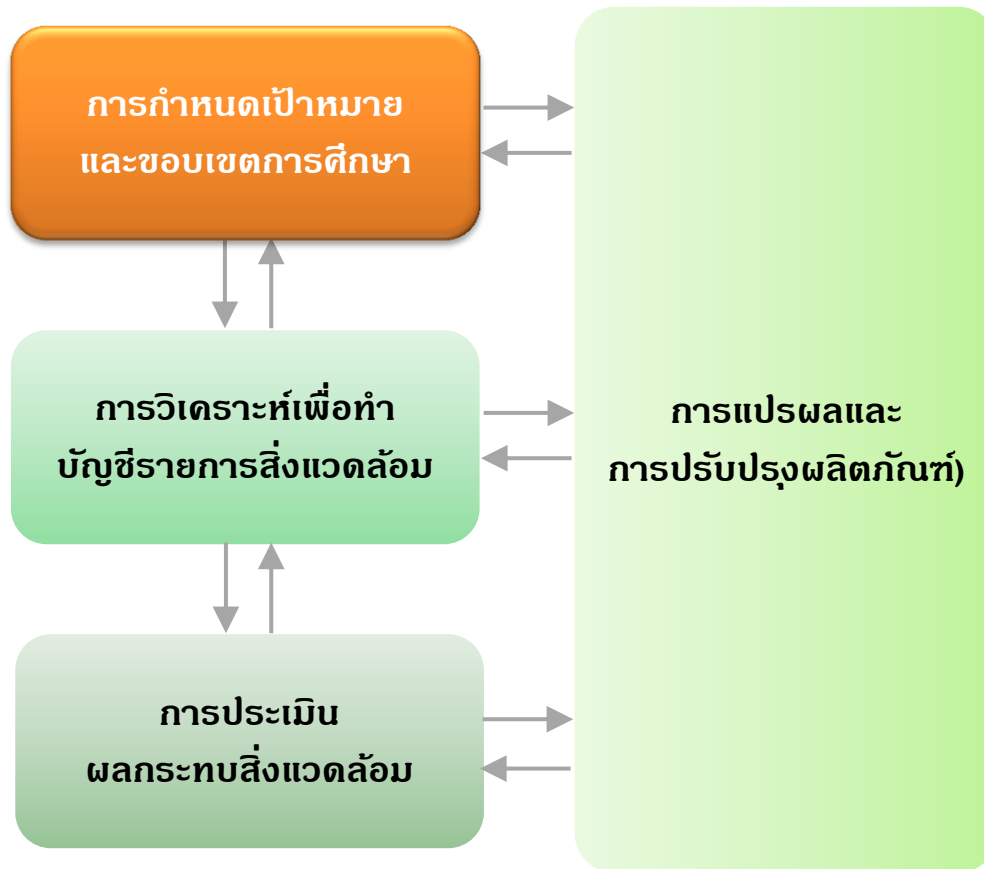 การกำหนดเป้าหมาย
และขอบเขตการศึกษา
การวิเคราะห์เพื่อทำ
บัญชีรายการสิ่งแวดล้อม
การประเมิน
ผลกระทบสิ่งแวดล้อม
การแปรผลและ
การปรับปรุงผลิตภัณฑ์)